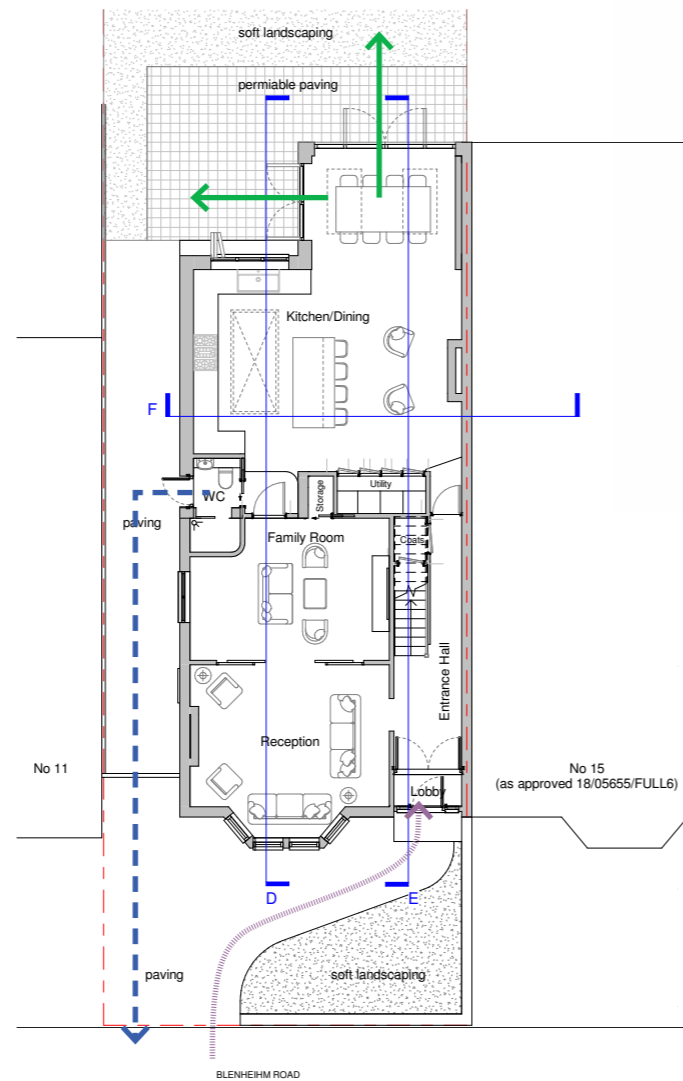 soft landscaping
permiable paving
Kitchen/Dining
F
WC
Storage
Utility
paving
Family Room
Coats
Entrance Hall
Reception
No 11
No 15
(as approved 18/05655/FULL6)
Lobby
D
E
paving
soft landscaping
BLENHEIHM ROAD